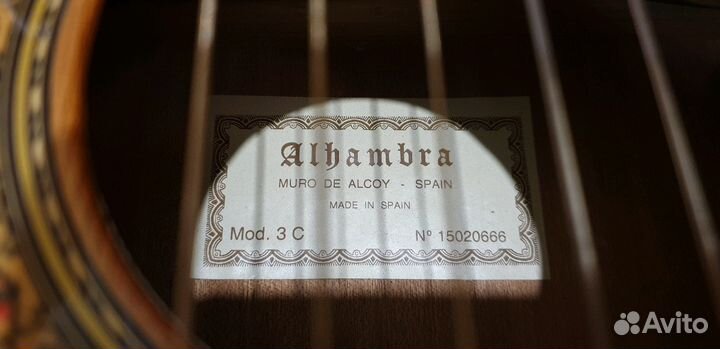 Alhambra
MURO DE ALCOY - SPAIN
MADE IN SPAIN
Mod. 3 C Nº 15020666
Avito